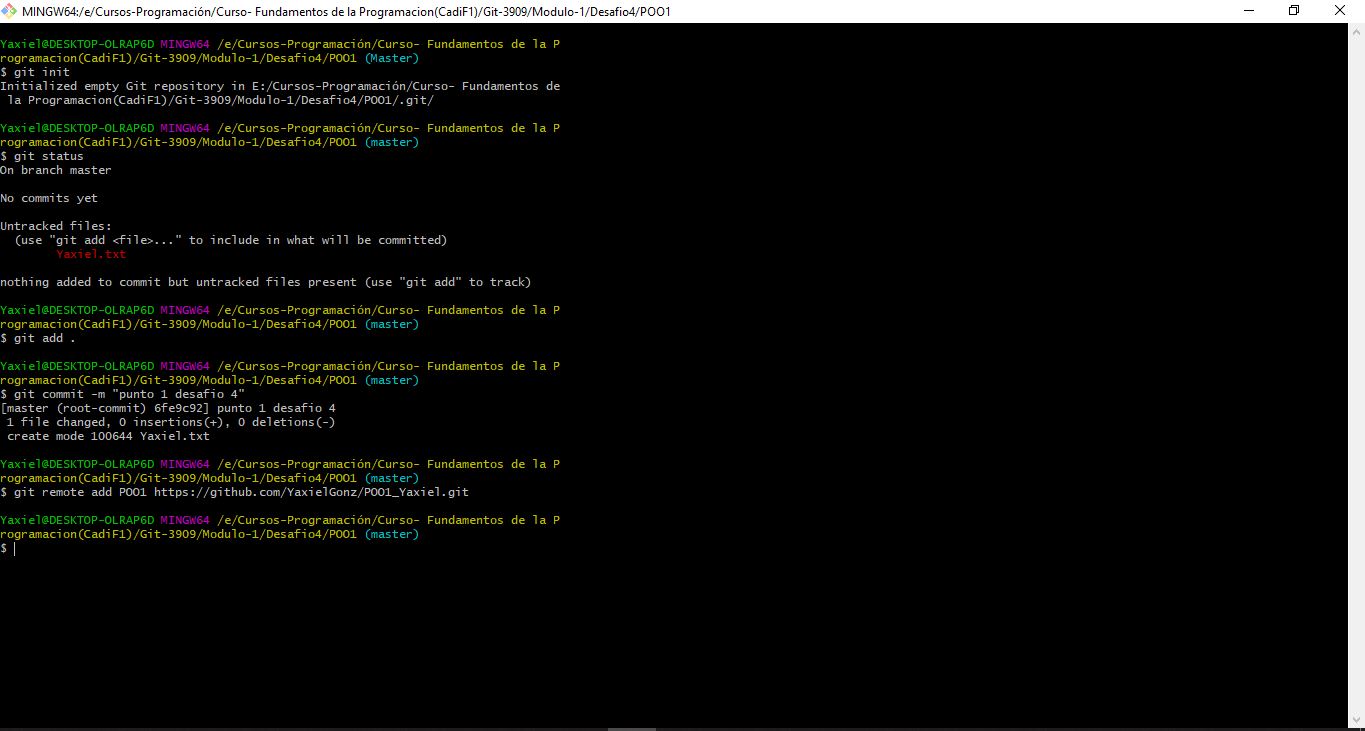 MINGW64:/e/Cursos-Programación/Curso- Fundamentos de la Programacion(CadiF1)/Git-3909/Modulo-1/Desafio4/POO1
Yaxiel@DESKTOP-OLRAP6D MINGW64 /e/Cursos-Programación/Curso- Fundamentos de la P
rogramacion(CadiF1)/Git-3909/Modulo-1/Desafio4/POO1 (Master)
$ git init
Initialized empty Git repository in E:/Cursos-Programación/Curso- Fundamentos de
la Programacion(CadiF1)/Git-3909/Modulo-1/Desafio4/POO1/.git/
Yaxiel@DESKTOP-OLRAP6D MINGW64 /e/Cursos-Programación/Curso- Fundamentos de la P
rogramacion(CadiF1)/Git-3909/Modulo-1/Desafio4/POO1 (master)
$ git status
On branch master
No commits yet
Untracked files:
(use "git add <file>..." to include in what will be committed)
Yaxiel.txt
nothing added to commit but untracked files present (use "git add" to track)
Yaxiel@DESKTOP-OLRAP6D MINGW64 /e/Cursos-Programación/Curso- Fundamentos de la P
rogramacion(CadiF1)/Git-3909/Modulo-1/Desafio4/POO1 (master)
$ git add .
Yaxiel@DESKTOP-OLRAP6D MINGW64 /e/Cursos-Programación/Curso- Fundamentos de la P
rogramacion(CadiF1)/Git-3909/Modulo-1/Desafio4/POO1 (master)
$ git commit -m "punto 1 desafio 4"
[master (root-commit) 6fe9c92] punto 1 desafio 4
1 file changed, 0 insertions(+), 0 deletions(-)
create mode 100644 Yaxiel.txt
Yaxiel@DESKTOP-OLRAP6D MINGW64 /e/Cursos-Programación/Curso- Fundamentos de la P
rogramacion(CadiF1)/Git-3909/Modulo-1/Desafio4/POO1 (master)
$ git remote add POO1 https://github.com/YaxielGonz/POO1_Yaxiel.git
Yaxiel@DESKTOP-OLRAP6D MINGW64 /e/Cursos-Programación/Curso- Fundamentos de la P
rogramacion(CadiF1)/Git-3909/Modulo-1/Desafio4/POO1 (master)
$